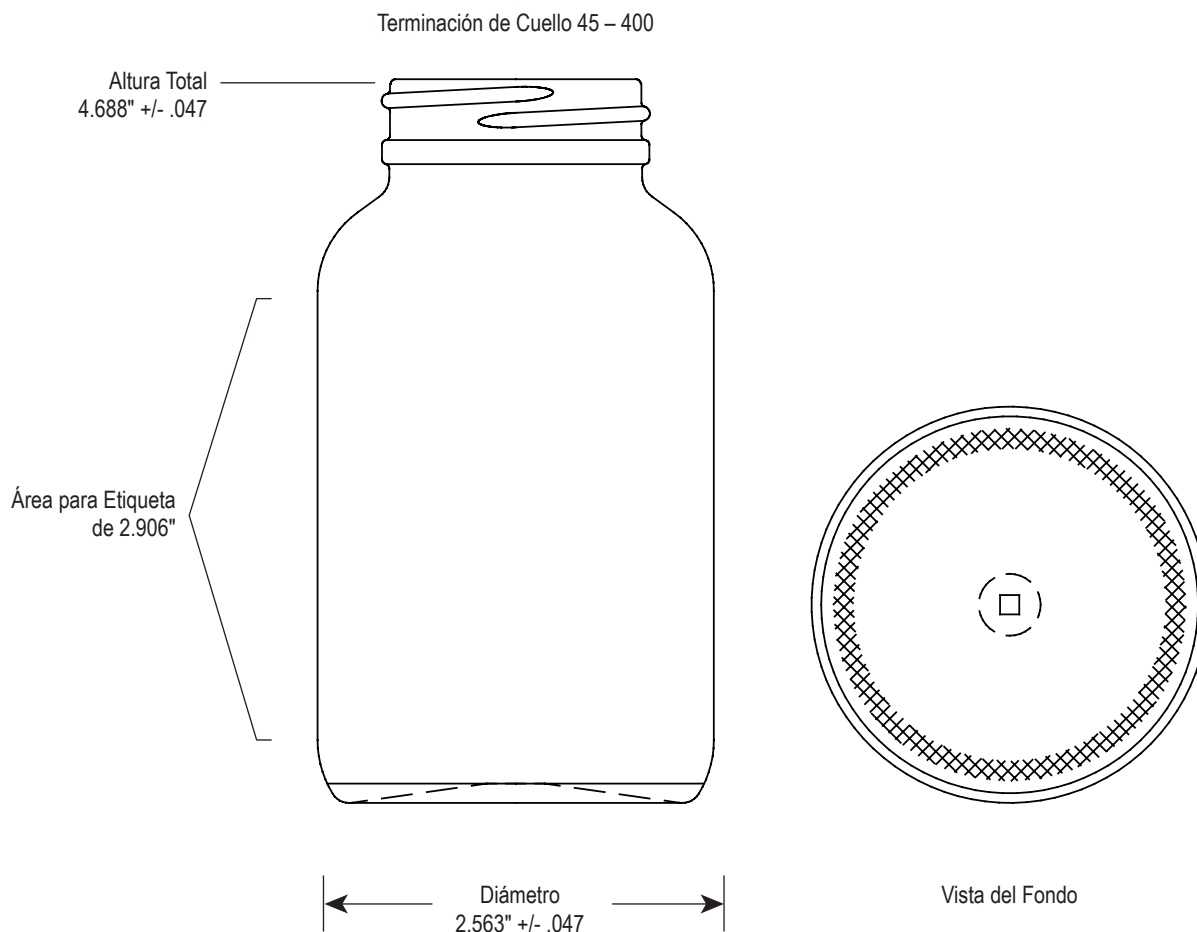 Terminación de Cuello 45 – 400
Altura Total
4.688" +/- .047
Área para Etiqueta
de 2.906"
Diámetro
2.563" +/- .047
Vista del Fondo